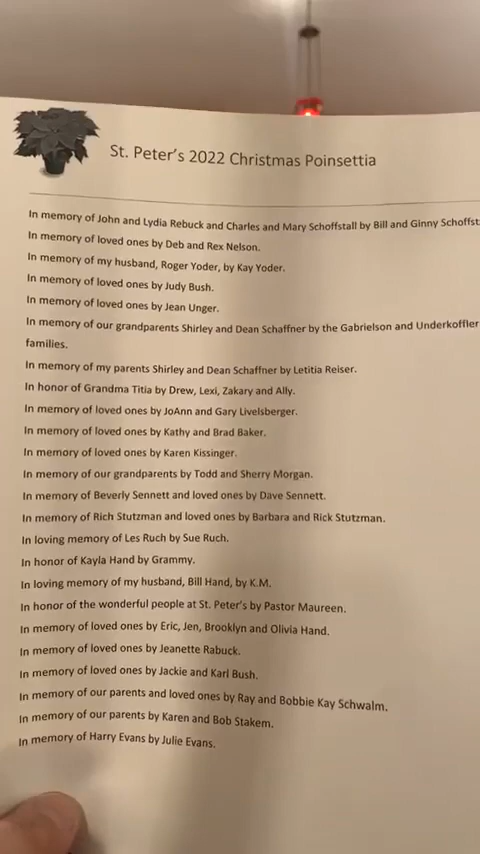 St. Peter's 2022 Christmas Poinsettia
In memory of John and Lydia Rebuck and Charles and Mary Schoffstall by Bill and Ginny
In memory of loved ones by Deb and Rex Nelson.
In memory of my husband, Roger Yoder, by Kay Yoder.
In memory of loved ones by Judy Bush.
In memory of loved ones by Jean Unger.
In memory of our grandparents Shirley and Dean Schaffner by the Gabrielson and Underkoffler
families.
In memory of my parents Shirley and Dean Schaffner by Letitia Reiser.
In honor of Grandma Titia by Drew, Lexi, Zakary and Ally.
In memory of loved ones by JoAnn and Gary Livelsberger.
In memory of loved ones by Kathy and Brad Baker.
In memory of loved ones by Karen Kissinger.
In memory of our grandparents by Todd and Sherry Morgan.
In memory of Beverly Sennett and loved ones by Dave Sennett.
In memory of Rich Stutzman and loved ones by Barbara and Rick Stutzman.
In loving memory of Les Ruch by Sue Ruch.
In honor of Kayla Hand by Grammy.
In loving memory of my husband, Bill Hand, by K.M.
In honor of the wonderful people at St. Peter's by Pastor Maureen.
In memory of loved ones by Eric, Jen, Brooklyn and Olivia Hand.
In memory of loved ones by Jeanette Rabuck.
In memory of loved ones by Jackie and Karl Bush.
In memory of our parents and loved ones by Ray and Bobbie Kay Schwalm.
In memory of our parents by Karen and Bob Stakem.
In memory of Harry Evans by Julie Evans.